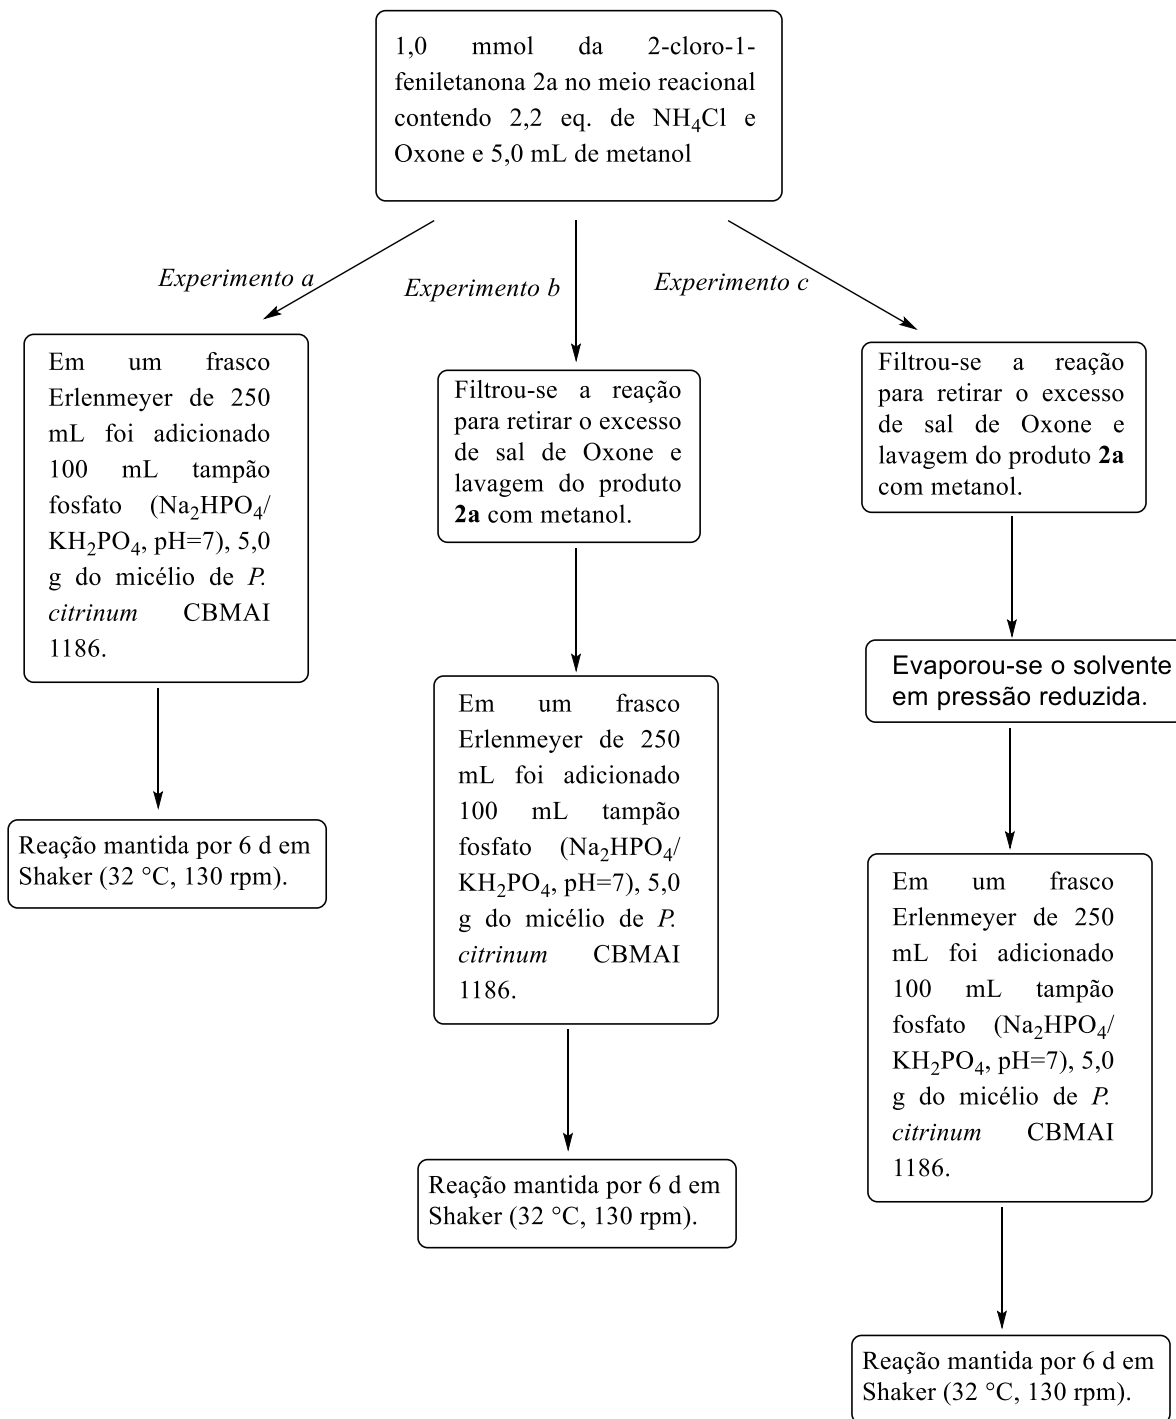 1,0 mmol da 2-cloro-1-
feniletanona 2a no meio reacional
contendo 2,2 eq. de NH4Cl e
Oxone e 5,0 mL de metanol
Experimento a
Experimento b
Experimento c
Em um frasco
Erlenmeyer de 250
mL foi adicionado
100 mL tampão
fosfato (Na2HPO4/
KH2PO4, pH=7), 5,0
g do micélio de P.
citrinum CBMAI
1186.
Reação mantida por 6 d em
Shaker (32 °C, 130 rpm).
Filtrou-se a reação
para retirar o excesso
de sal de Oxone e
lavagem do produto
2a com metanol.
Em um frasco
Erlenmeyer de 250
mL foi adicionado
100 mL tampão
fosfato (Na2HPO4/
KH2PO4, pH=7), 5,0
g do micélio de P.
citrinum CBMAI
1186.
Reação mantida por 6 d em
Shaker (32 °C, 130 rpm).
Filtrou-se a reação
para retirar o excesso
de sal de Oxone e
lavagem do produto 2a
com metanol.
Evaporou-se o solvente
em pressão reduzida.
Em um frasco
Erlenmeyer de 250
mL foi adicionado
100 mL tampão
fosfato (Na2HPO4/
KH2PO4, pH=7), 5,0
g do micélio de P.
citrinum CBMAI
1186.
Reação mantida por 6 d em
Shaker (32 °C, 130 rpm).